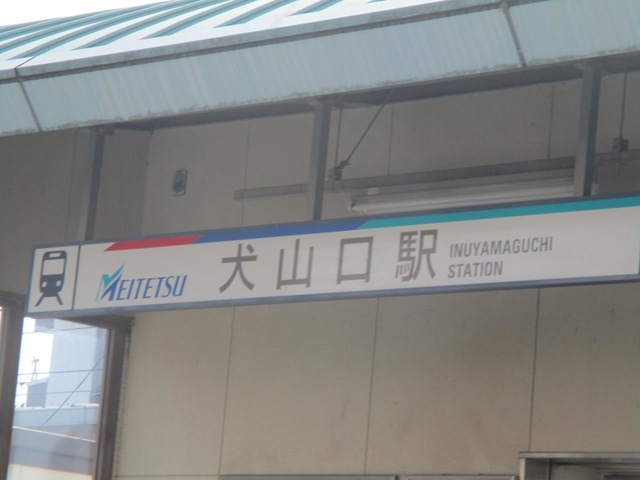 MEITETSU
犬山口駅
INUYAMAGUCHI
STATION